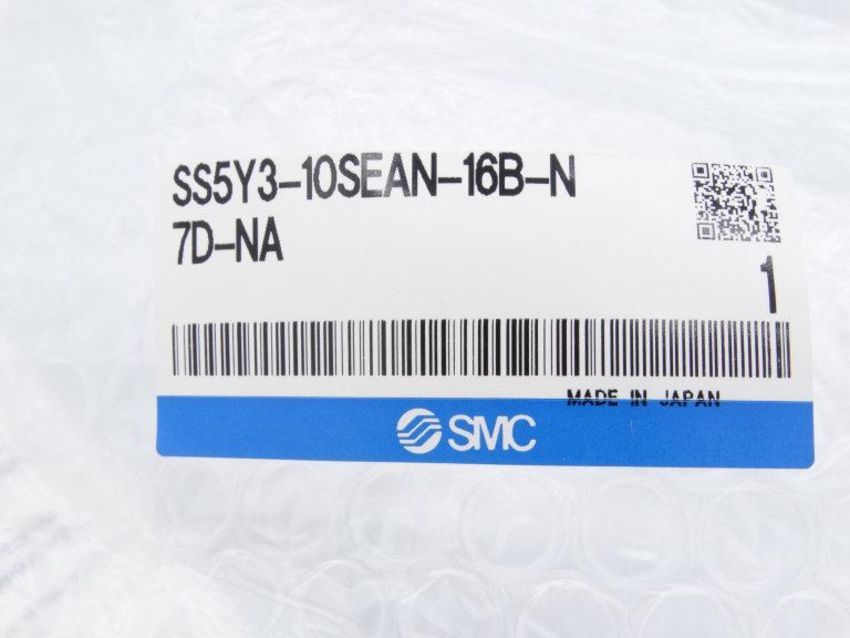 SS5Y3-10SEAN-16B-N
7D-NA
1
MADE IN JAPAN
SMC